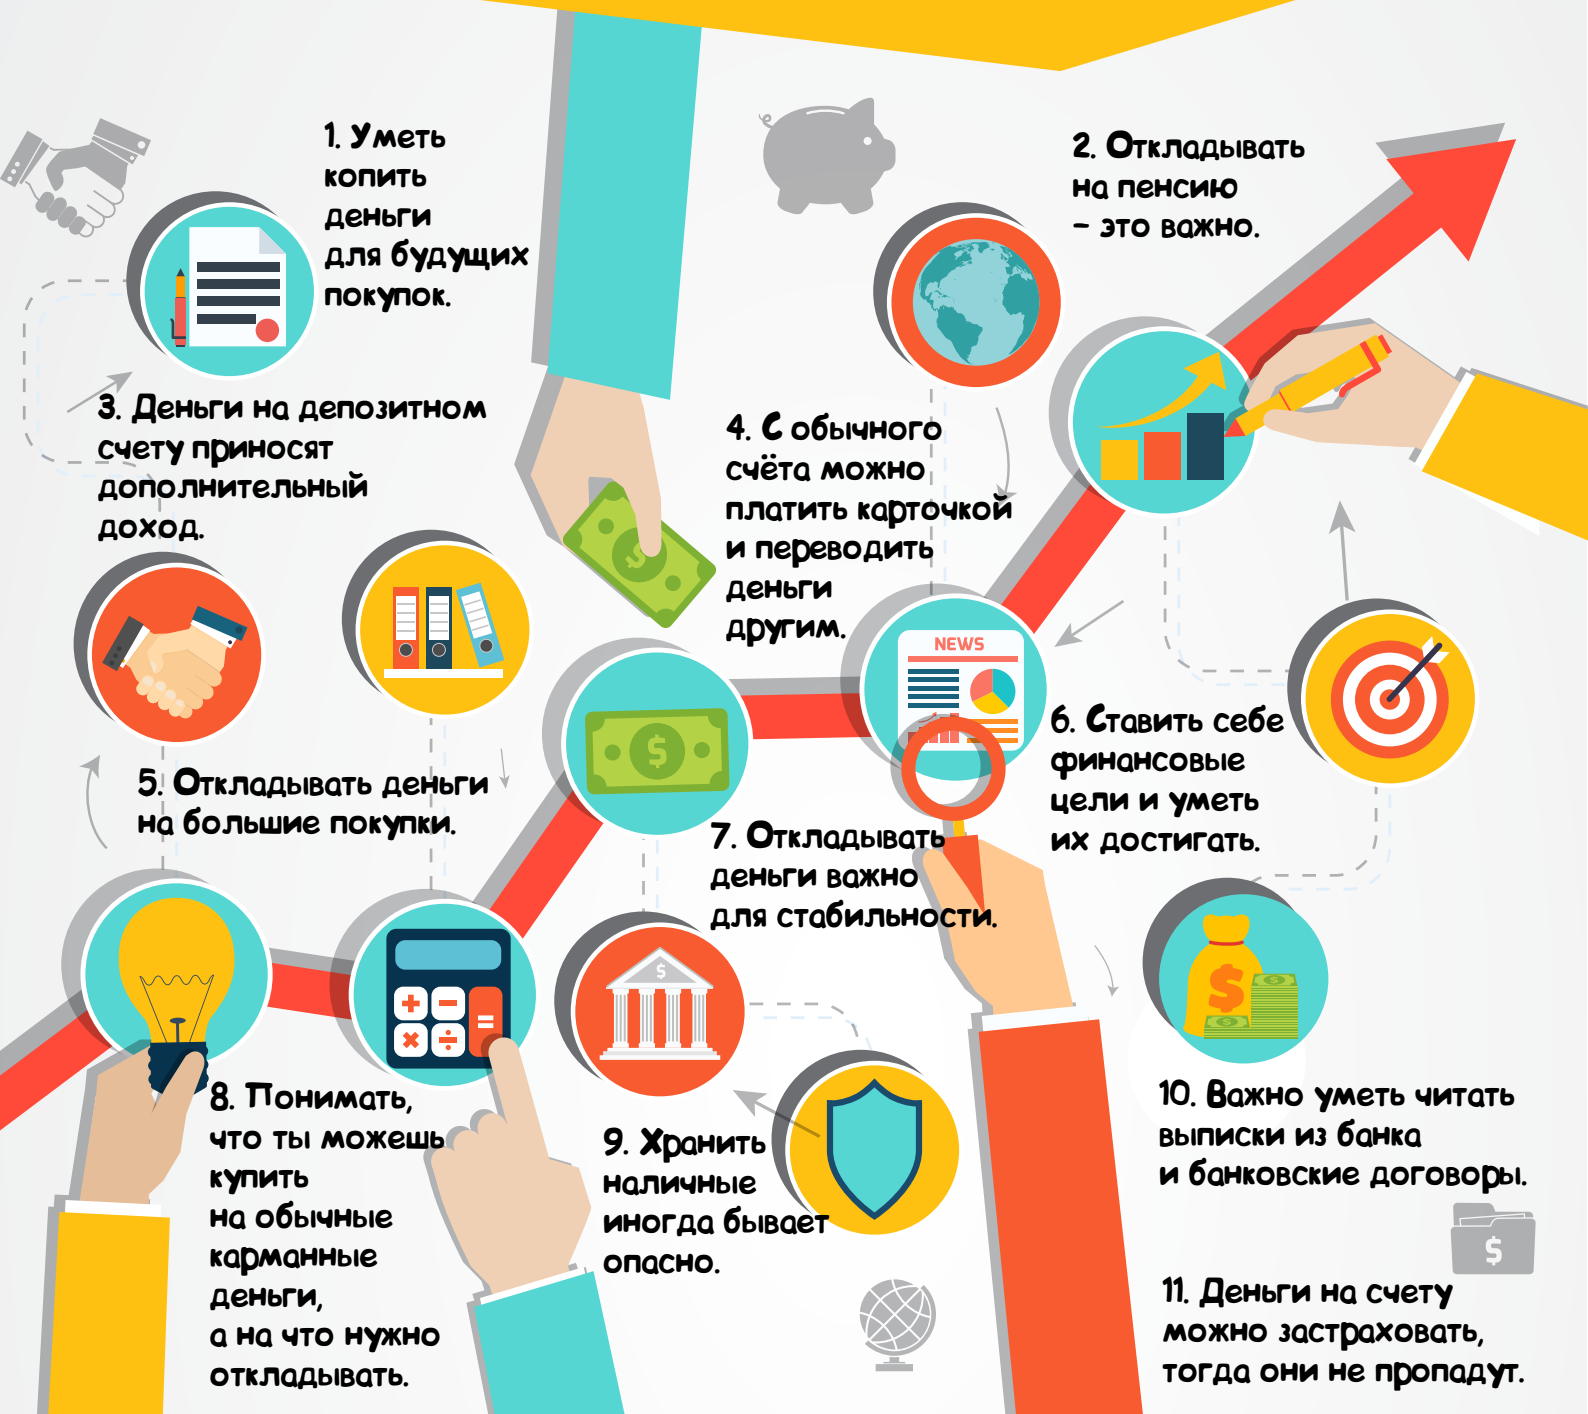 1. Уметь
копить
деньги
для будущих
покупок.
2. Откладывать
на пенсию
– это важно.
3. Деньги на депозитном
счету приносят
дополнительный
доход.
4. С обычного
счёта можно
платить карточкой
и переводить
деньги
другим.
NEWS
$
$
5. Откладывать деньги
на большие покупки.
6. Ставить себе
финансовые
цели и уметь
их достигать.
7. Откладывать
деньги важно
для стабильности.
$
$
8. Понимать,
что ты можешь
купить
на обычные
карманные
деньги,
а на что нужно
откладывать.
9. Хранить
наличные
иногда бывает
опасно.
10. Важно уметь читать
выписки из банка
и банковские договоры.
$
11. Деньги на счету
можно застраховать,
тогда они не пропадут.